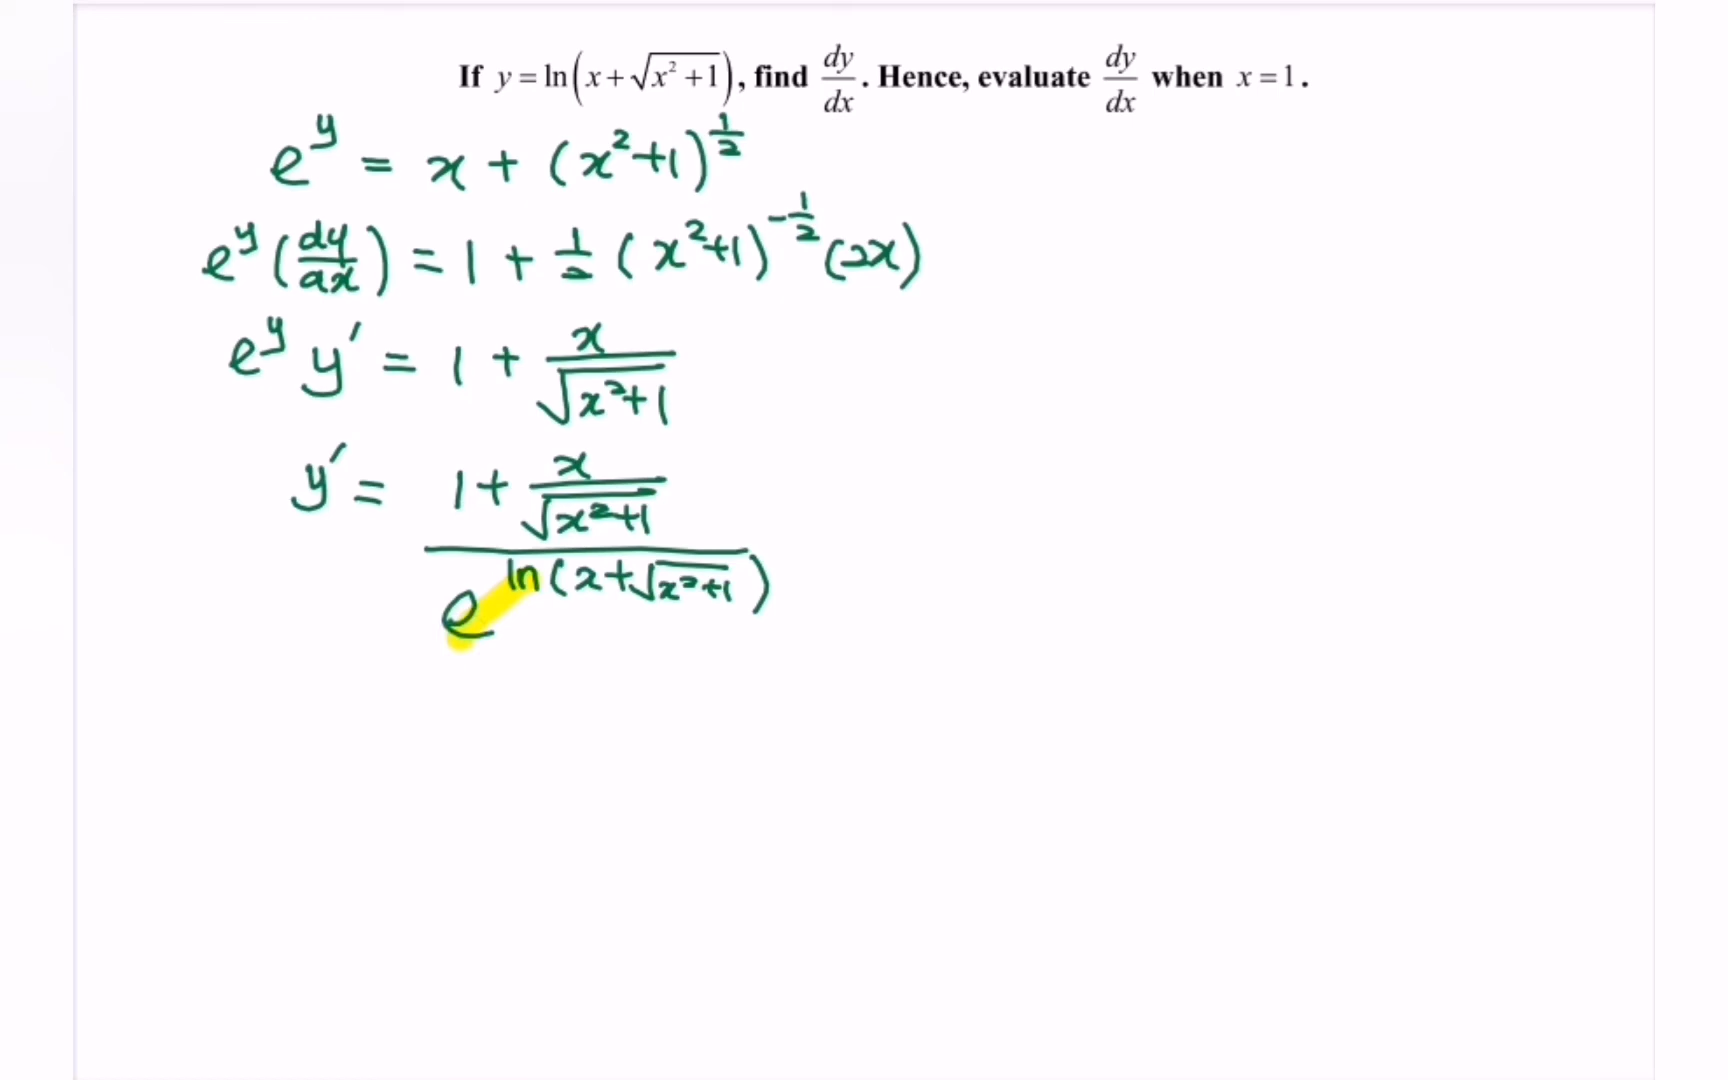 If y = ln(x + √(x² + 1)), find dy/dx. Hence, evaluate dy/dx when x = 1.
e^y = x + (x²+1)^(1/2)
e^y (dy/dx) = 1 + 1/2 (x²+1)^(-1/2) (2x)
e^y y' = 1 + x/√(x²+1)
y' = (1 + x/√(x²+1)) / e^(ln(x+√(x²+1)))